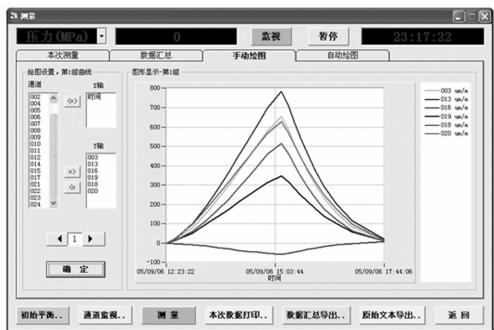 测量
压力(MPa) 0 监视 暂停 23:17:22
本次测量 数据汇总 手动绘图 自动绘图
绘图设置,第1组曲线
通道
002
004
005
006
007
008
009
010
011
012
014
015
017
021
022
023
024
X轴
时间
Y轴
003
013
016
019
018
020
<=>
=>
<=
1
确 定
图形显示-第1组
800
700
600
500
400
300
200
100
0
-100
05/09/06 12:23:22 05/09/06 15:03:44 05/09/06 17:44:06
时间
003 um/m
013 um/m
016 um/m
019 um/m
018 um/m
020 um/m
初始平衡.. 通道监视.. 测 量 本次数据打印.. 数据汇总导出.. 原始文本导出.. 返 回